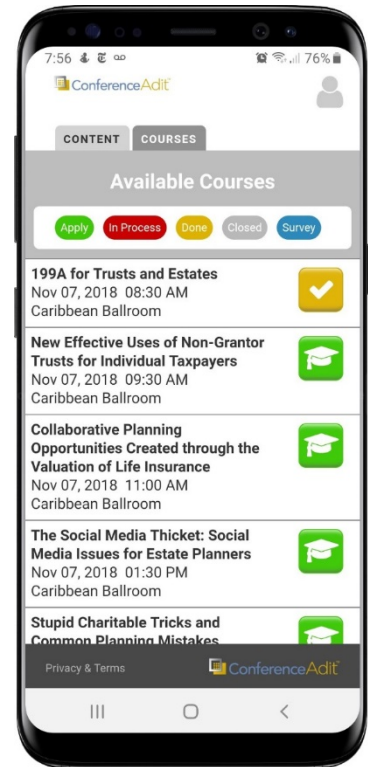 7:56
76%
ConferenceAdit
CONTENT COURSES
Available Courses
Apply In Process Done Closed Survey
199A for Trusts and Estates
Nov 07, 2018 08:30 AM
Caribbean Ballroom
New Effective Uses of Non-Grantor
Trusts for Individual Taxpayers
Nov 07, 2018 09:30 AM
Caribbean Ballroom
Collaborative Planning
Opportunities Created through the
Valuation of Life Insurance
Nov 07, 2018 11:00 AM
Caribbean Ballroom
The Social Media Thicket: Social
Media Issues for Estate Planners
Nov 07, 2018 01:30 PM
Caribbean Ballroom
Stupid Charitable Tricks and
Common Planning Mistakes
Privacy & Terms ConferenceAdit